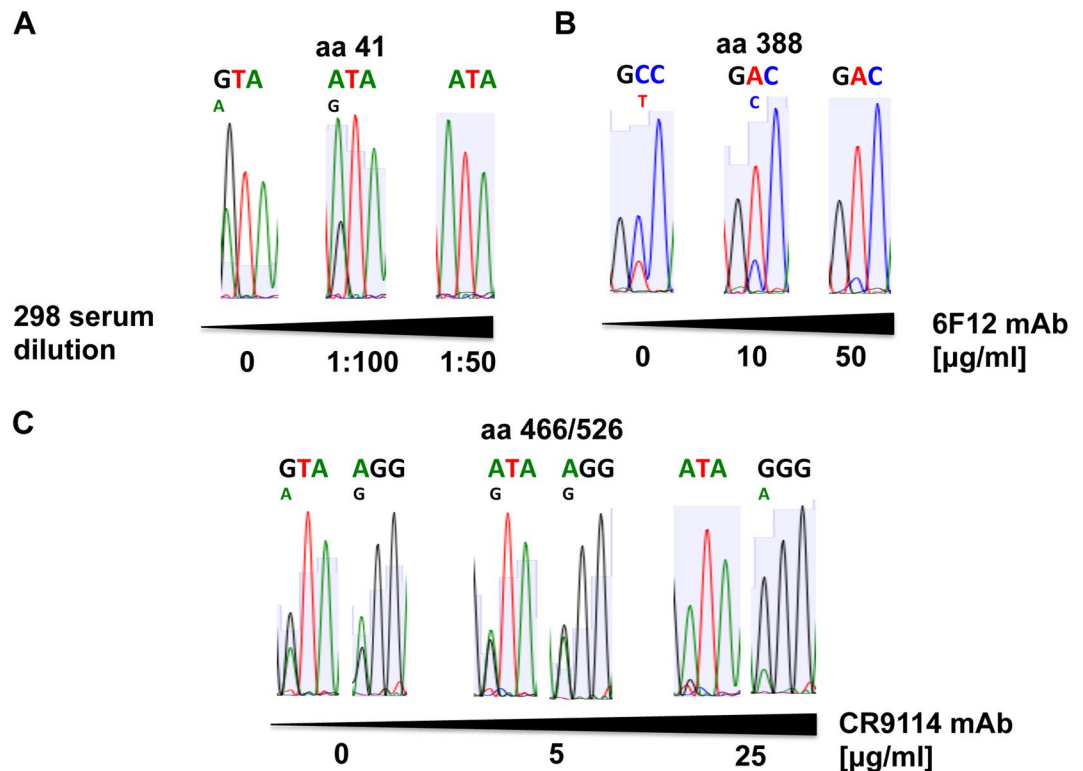 A
aa 41
GTA
A
ATA
G
ATA
298 serum
dilution
0
1:100
1:50
B
aa 388
GCC
T
GAC
C
GAC
6F12 mAb
[µg/ml]
0
10
50
C
aa 466/526
GTA
A
AGG
G
ATA
G
AGG
G
ATA
GGG
A
0
5
25
CR9114 mAb
[µg/ml]